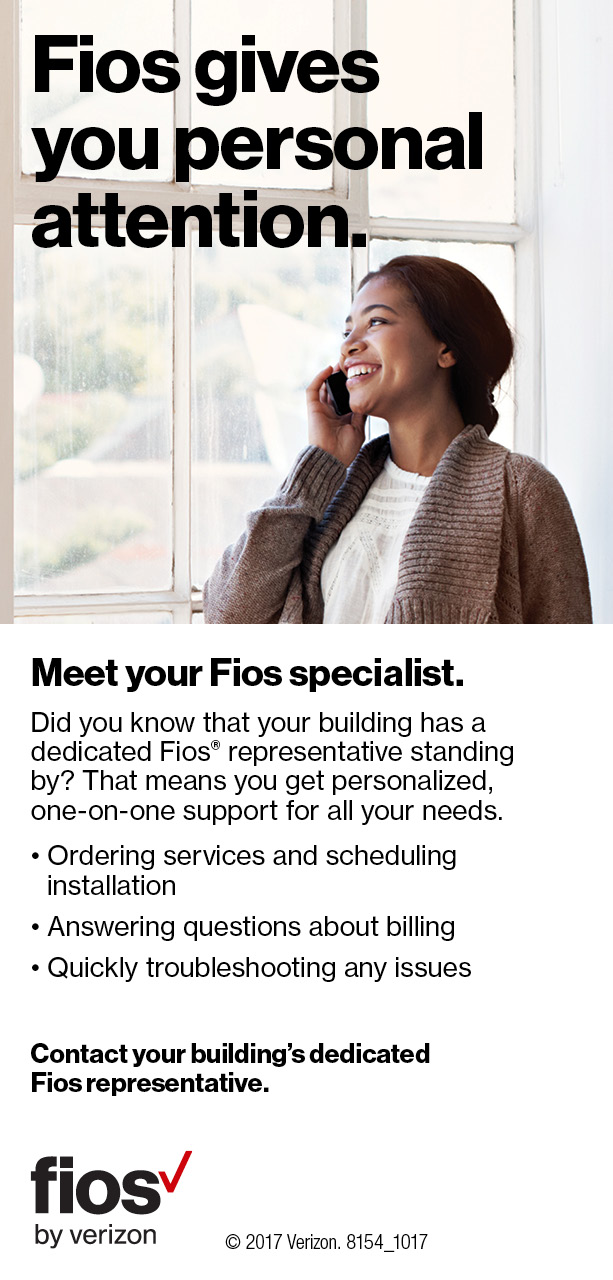 Fios gives
you personal
attention.
Meet your Fios specialist.
Did you know that your building has a
dedicated Fios® representative standing
by? That means you get personalized,
one-on-one support for all your needs.
• Ordering services and scheduling
installation
• Answering questions about billing
• Quickly troubleshooting any issues
Contact your building’s dedicated
Fios representative.
fios
by verizon
© 2017 Verizon. 8154_1017